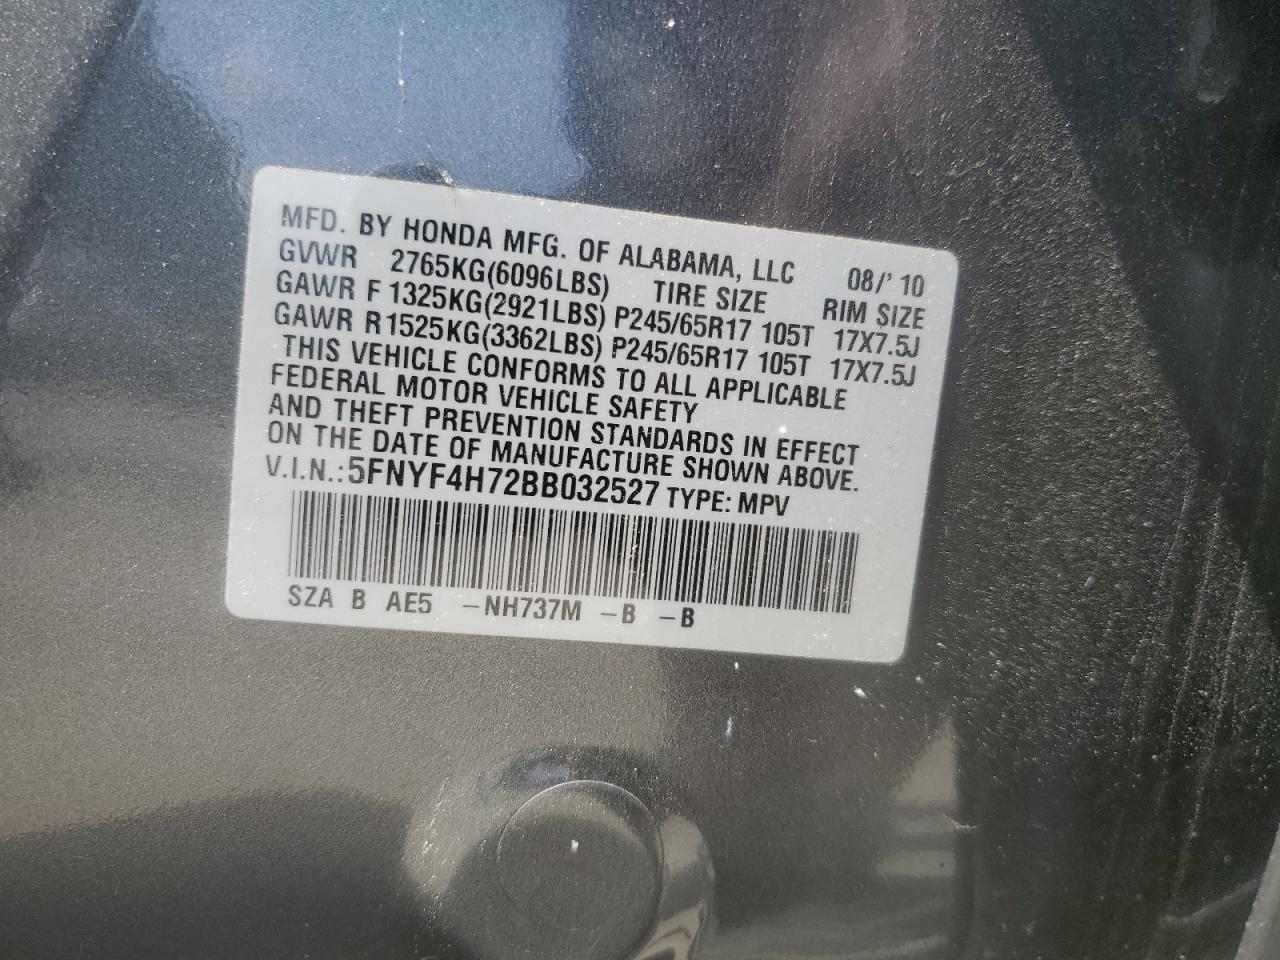 MFD. BY HONDA MFG. OF ALABAMA, LLC 08/' 10
GVWR 2765KG(6096LBS) TIRE SIZE RIM SIZE
GAWR F 1325KG(2921LBS) P245/65R17 105T 17X7.5J
GAWR R 1525KG(3362LBS) P245/65R17 105T 17X7.5J
THIS VEHICLE CONFORMS TO ALL APPLICABLE
FEDERAL MOTOR VEHICLE SAFETY
AND THEFT PREVENTION STANDARDS IN EFFECT
ON THE DATE OF MANUFACTURE SHOWN ABOVE.
V.I.N.:5FNYF4H72BB032527 TYPE: MPV
SZA B AE5 –NH737M –B –B